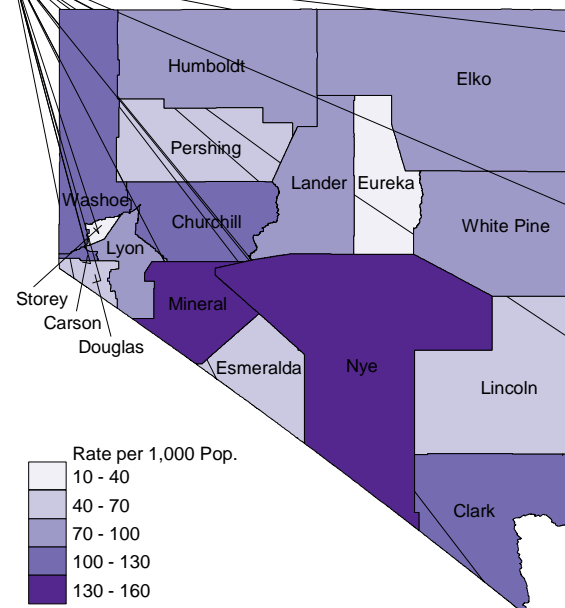 Humboldt
Elko
Pershing
Lander
Eureka
Washoe
Churchill
White Pine
Lyon
Storey
Carson
Douglas
Mineral
Esmeralda
Nye
Lincoln
Clark
Rate per 1,000 Pop.
10 - 40
40 - 70
70 - 100
100 - 130
130 - 160